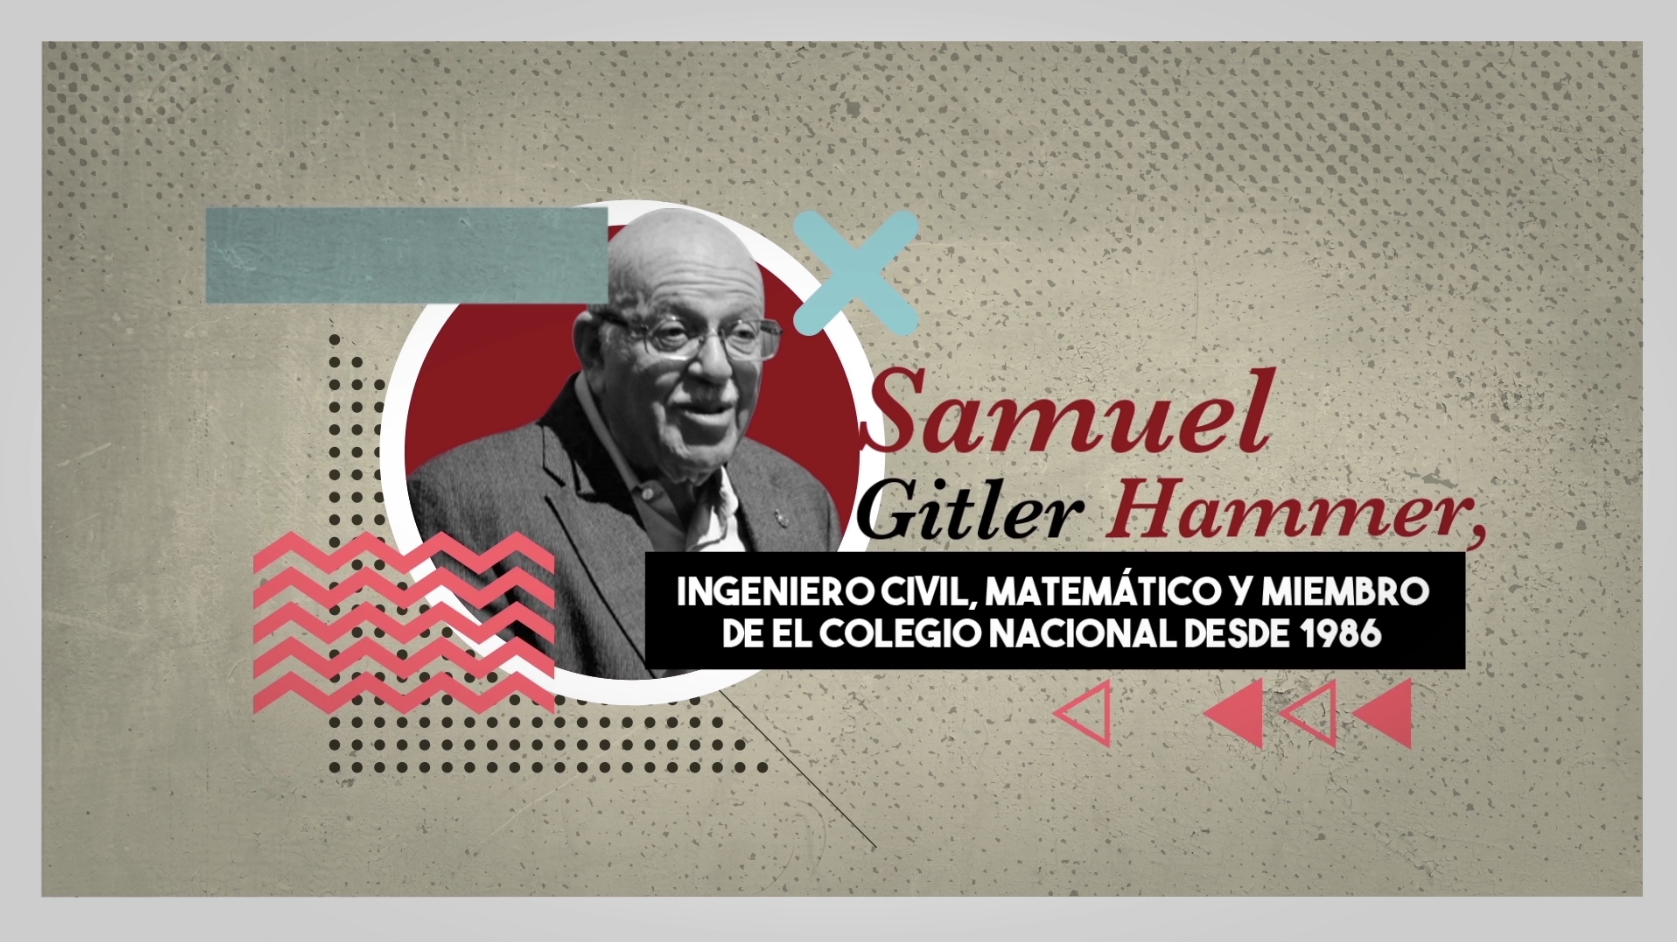 Samuel
Gitler Hammer,
INGENIERO CIVIL, MATEMÁTICO Y MIEMBRO
DE EL COLEGIO NACIONAL DESDE 1986